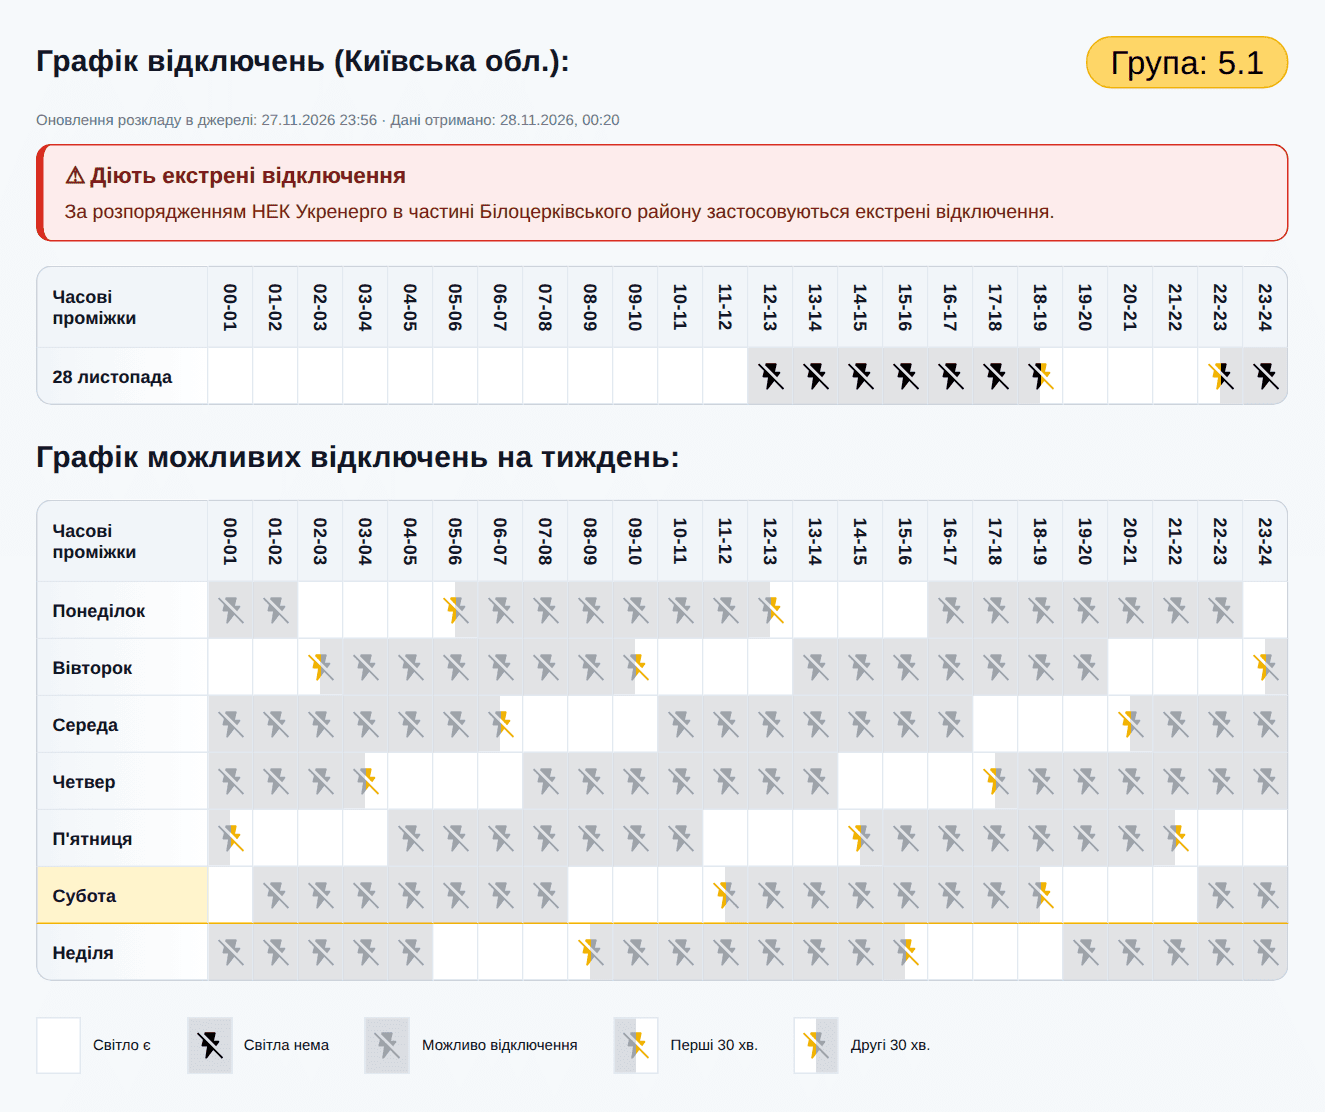 Графік відключень (Київська обл.):
Група: 5.1
Оновлення розкладу в джерелі: 27.11.2026 23:56 · Дані отримано: 28.11.2026, 00:20
⚠ Діють екстрені відключення
За розпорядженням НЕК Укренерго в частині Білоцерківського району застосовуються екстрені відключення.
Часові проміжки 00-01 01-02 02-03 03-04 04-05 05-06 06-07 07-08 08-09 09-10 10-11 11-12 12-13 13-14 14-15 15-16 16-17 17-18 18-19 19-20 20-21 21-22 22-23 23-24
28 листопада
Графік можливих відключень на тиждень:
Часові проміжки 00-01 01-02 02-03 03-04 04-05 05-06 06-07 07-08 08-09 09-10 10-11 11-12 12-13 13-14 14-15 15-16 16-17 17-18 18-19 19-20 20-21 21-22 22-23 23-24
Понеділок
Вівторок
Середа
Четвер
П'ятниця
Субота
Неділя
Світло є Світла нема Можливо відключення Перші 30 хв. Другі 30 хв.